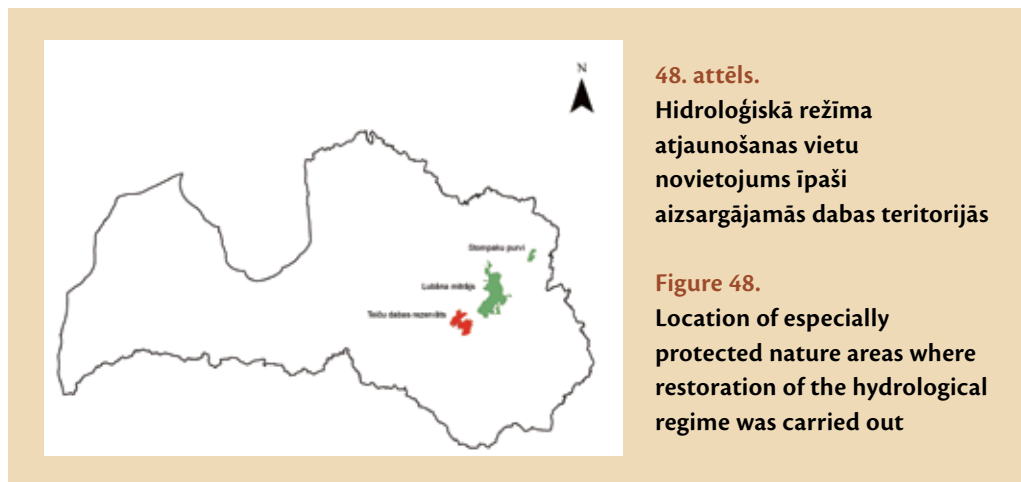 N
Stompaku purvi
Lubāna mitrājs
Teiču dabas rezervāts
48. attēls.
Hidroloģiskā režīma
atjaunošanas vietu
novietojums īpaši
aizsargājamās dabas teritorijās
Figure 48.
Location of especially
protected nature areas where
restoration of the hydrological
regime was carried out